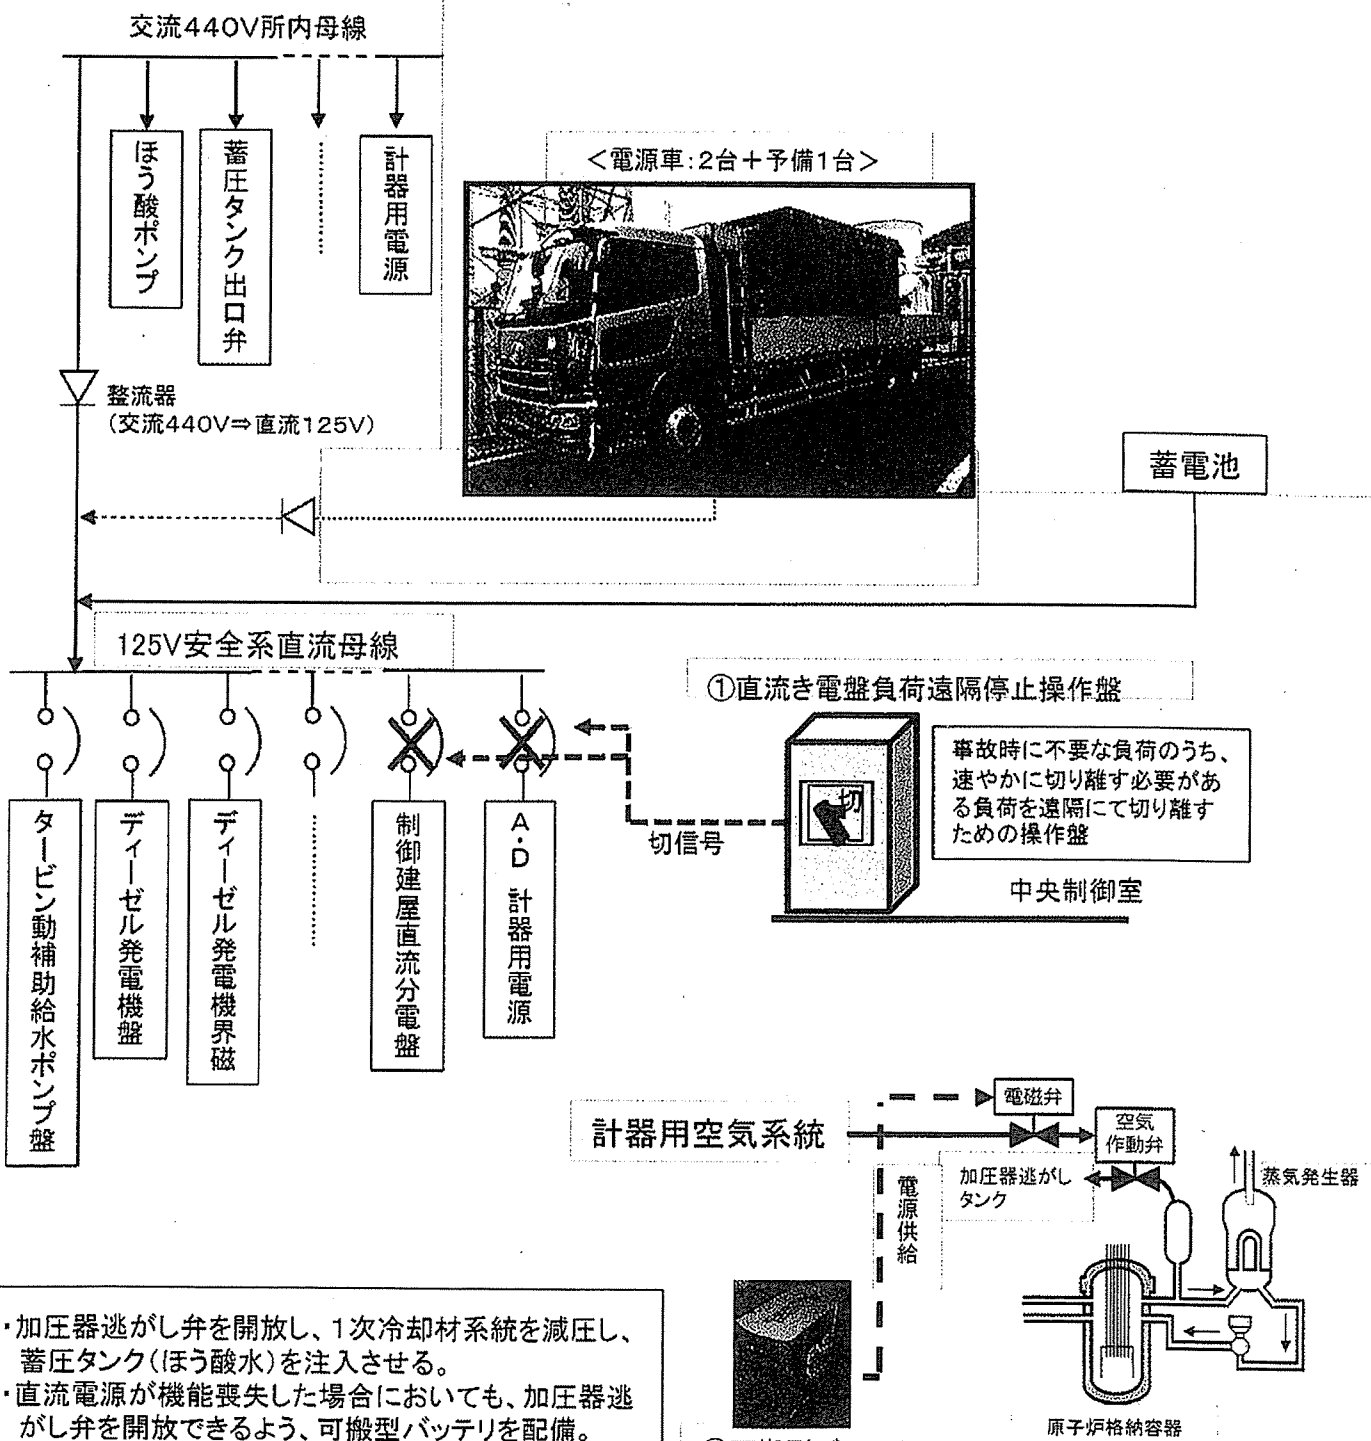 交流440V所内母線
ほう酸ポンプ
蓄圧タンク出口弁
計器用電源
<電源車:2台+予備1台>
整流器
(交流440V⇒直流125V)
蓄電池
125V安全系直流母線
①直流き電盤負荷遠隔停止操作盤
事故時に不要な負荷のうち、
速やかに切り離す必要があ
る負荷を遠隔にて切り離す
ための操作盤
切
切信号
中央制御室
タービン動補助給水ポンプ盤
ディーゼル発電機盤
ディーゼル発電機界磁
制御建屋直流分電盤
A・D 計器用電源
電磁弁
計器用空気系統
空気
作動弁
加圧器逃がし
タンク
蒸気発生器
電源供給
・加圧器逃がし弁を開放し、1次冷却材系統を減圧し、
蓄圧タンク(ほう酸水)を注入させる。
・直流電源が機能喪失した場合においても、加圧器逃
がし弁を開放できるよう、可搬型バッテリを配備。
原子炉格納容器